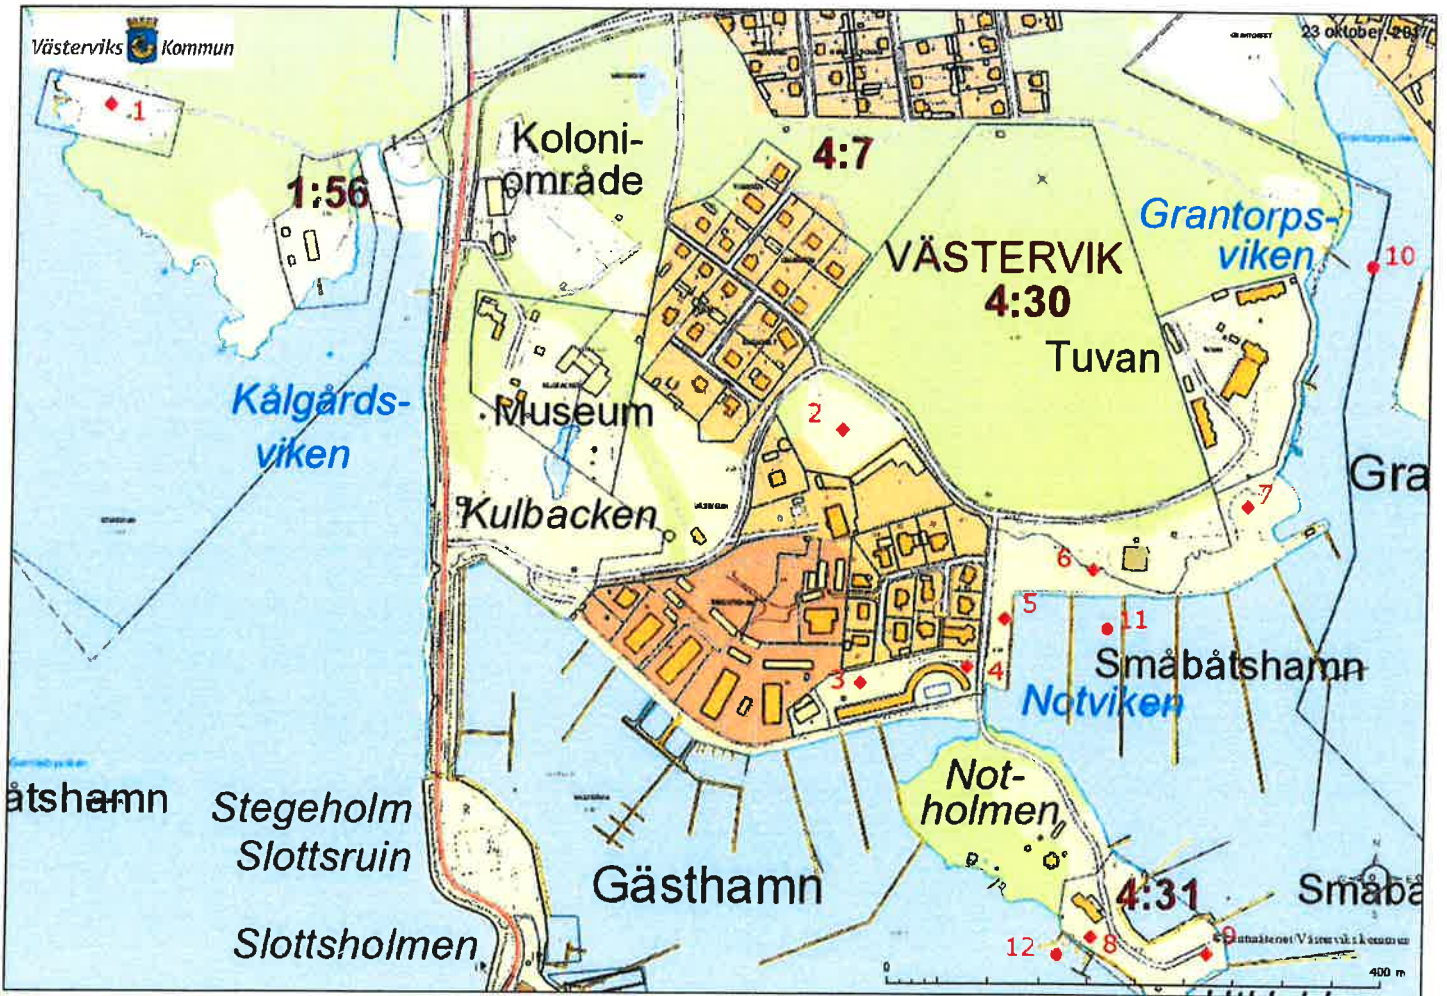 Västerviks Kommun
23 oktober, 2017
1
Koloni-
område
4:7
1:56
Grantorps-
viken
10
VÄSTERVIK
4:30
Tuvan
Kålgårds-
viken
Museum
2
Gra
Kulbacken
7
6
5
11
Småbåtshamn
3
4
Notviken
Not-
holmen
åtshamn
Stegeholm
Slottsruin
Gästhamn
4:31
Småbå
Slottsholmen
12
8
9
0
400 m